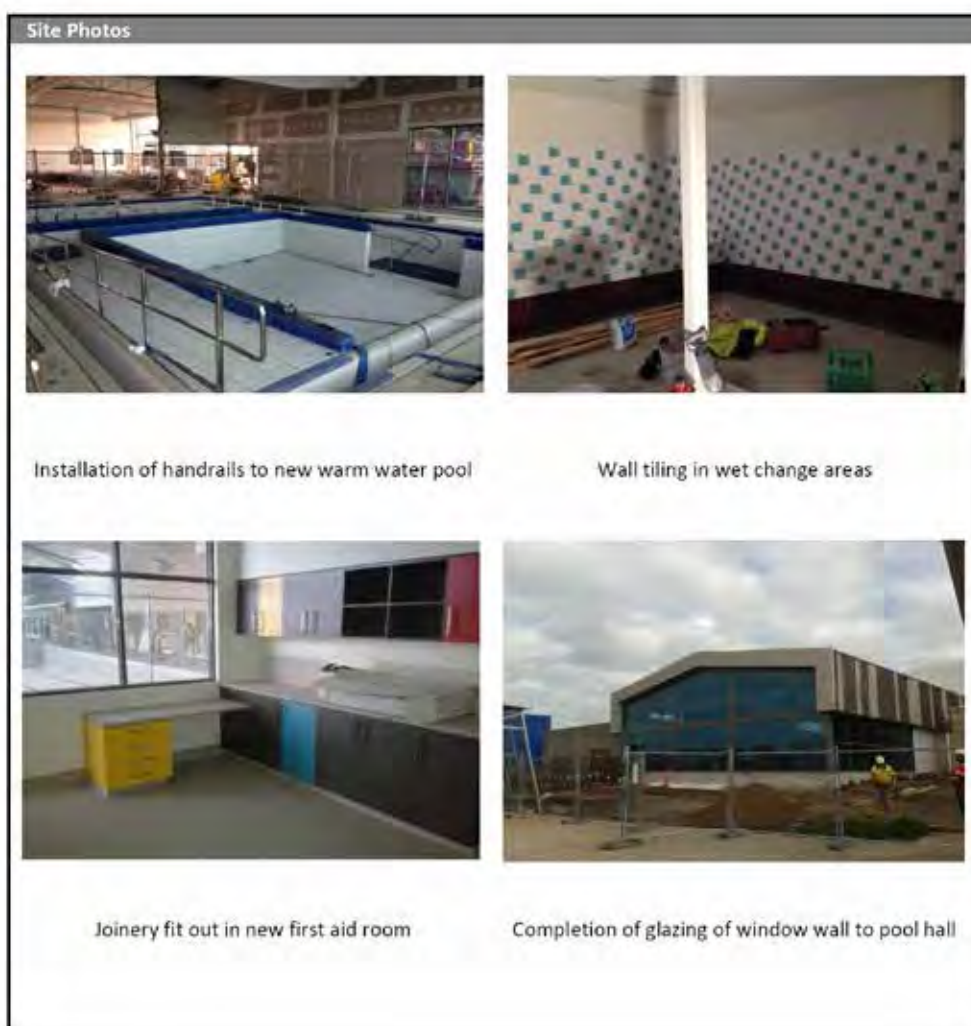 Site Photos
Installation of handrails to new warm water pool
Wall tiling in wet change areas
Joinery fit out in new first aid room
Completion of glazing of window wall to pool hall